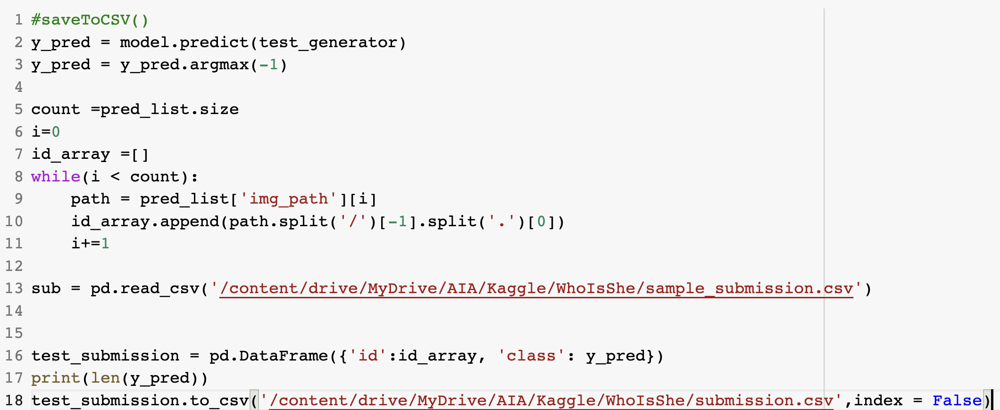 1 #saveToCSV()
2 y_pred = model.predict(test_generator)
3 y_pred = y_pred.argmax(-1)
4
5 count =pred_list.size
6 i=0
7 id_array =[]
8 while(i < count):
9     path = pred_list['img_path'][i]
10     id_array.append(path.split('/')[-1].split('.')[0])
11     i+=1
12
13 sub = pd.read_csv('/content/drive/MyDrive/AIA/Kaggle/WhoIsShe/sample_submission.csv')
14
15
16 test_submission = pd.DataFrame({'id':id_array, 'class': y_pred})
17 print(len(y_pred))
18 test_submission.to_csv('/content/drive/MyDrive/AIA/Kaggle/WhoIsShe/submission.csv',index = False)